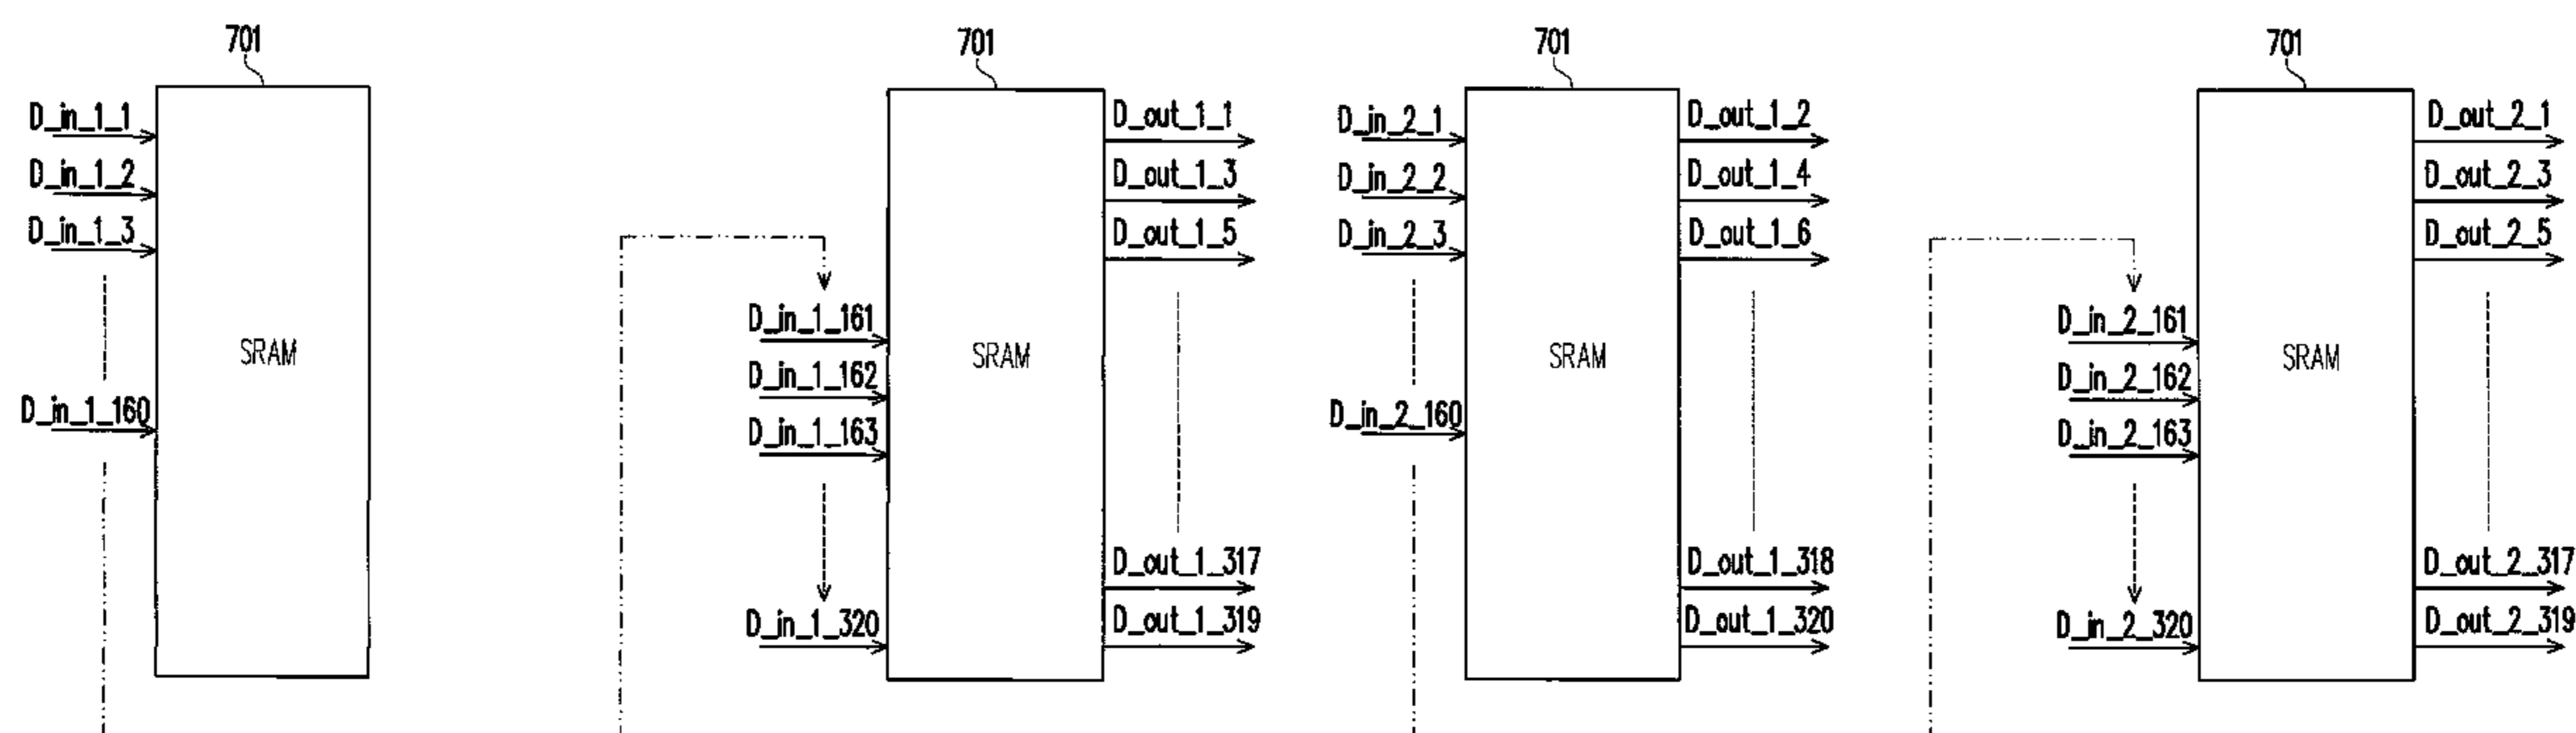 701
D_in_1_1
D_in_1_2
D_in_1_3
D_in_1_160
SRAM
701
D_in_1_161
D_in_1_162
D_in_1_163
D_in_1_320
SRAM
D_out_1_1
D_out_1_3
D_out_1_5
D_out_1_317
D_out_1_319
701
D_in_2_1
D_in_2_2
D_in_2_3
D_in_2_160
SRAM
D_out_1_2
D_out_1_4
D_out_1_6
D_out_1_318
D_out_1_320
701
D_in_2_161
D_in_2_162
D_in_2_163
D_in_2_320
SRAM
D_out_2_1
D_out_2_3
D_out_2_5
D_out_2_317
D_out_2_319